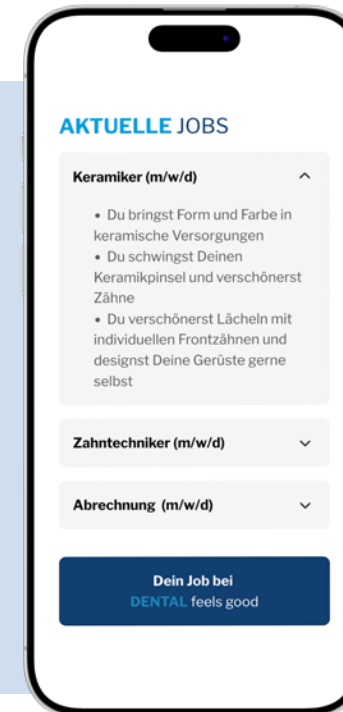 AKTUELLE JOBS
Keramiker (m/w/d)
• Du bringst Form und Farbe in
keramische Versorgungen
• Du schwingst Deinen
Keramikpinsel und verschönerst
Zähne
• Du verschönerst Lächeln mit
individuellen Frontzähnen und
designst Deine Gerüste gerne
selbst
Zahntechniker (m/w/d)
Abrechnung (m/w/d)
Dein Job bei
DENTAL feels good